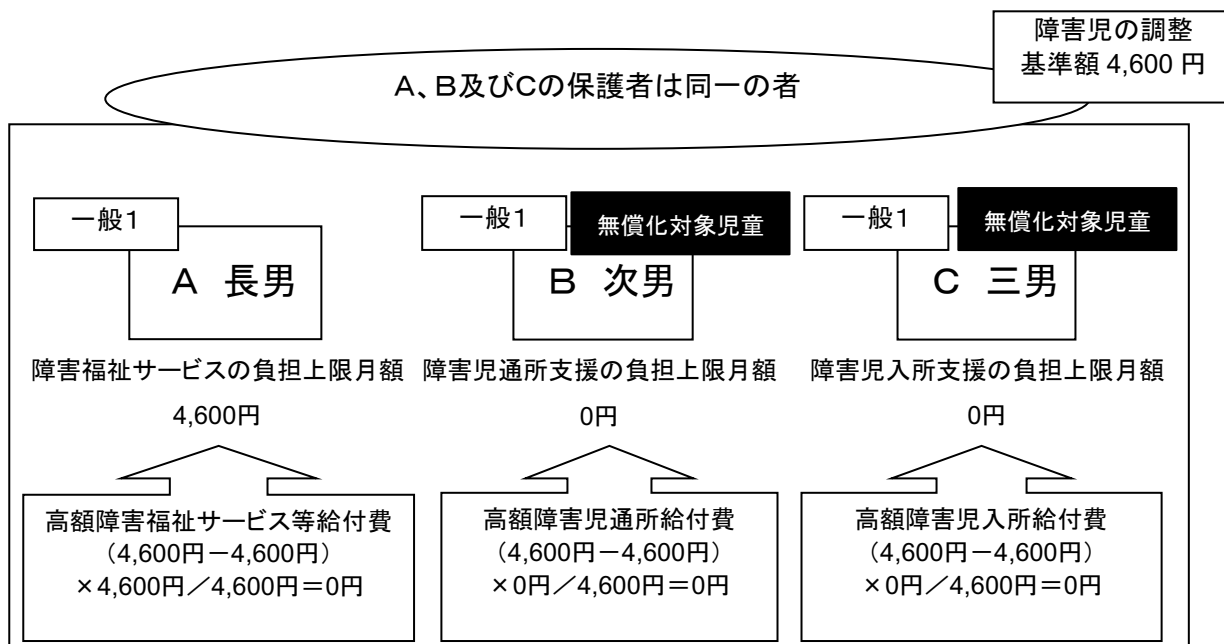 障害児の調整
基準額 4,600 円
A、B及びCの保護者は同一の者
一般1
A 長男
障害福祉サービスの負担上限月額
4,600円
高額障害福祉サービス等給付費
（4,600円－4,600円）
×4,600円／4,600円＝0円
一般1
無償化対象児童
B 次男
障害児通所支援の負担上限月額
0円
高額障害児通所給付費
（4,600円－4,600円）
×0円／4,600円＝0円
一般1
無償化対象児童
C 三男
障害児入所支援の負担上限月額
0円
高額障害児入所給付費
（4,600円－4,600円）
×0円／4,600円＝0円